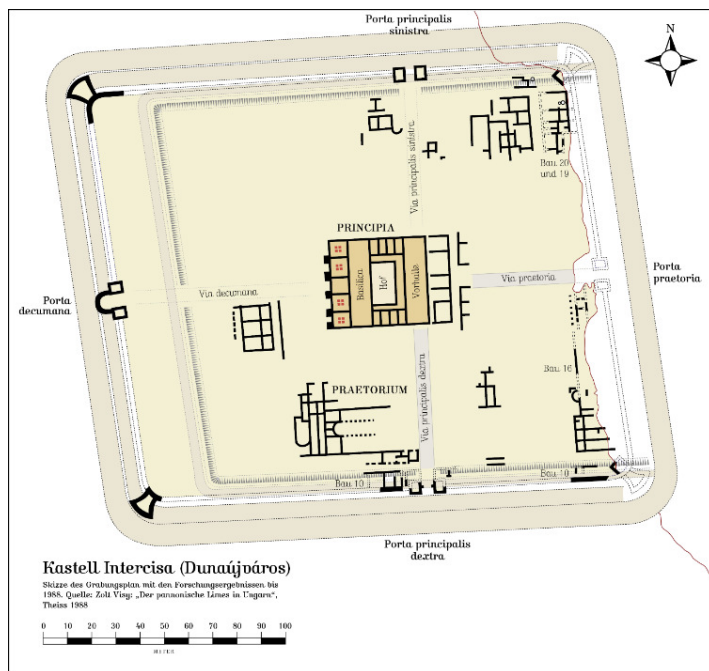 Porta principalis
sinistra
N
Via principalis sinistra
Bau 20
und 19
PRINCIPIA
Basilica
Hof
Vorhalle
Via praetoria
Porta
praetoria
Via decumana
Porta
decumana
Bau 16
PRAETORIUM
Via principalis dextra
Bau 10
Bau 10
Porta principalis
dextra
Kastell Intercisa (Dunaújváros)
Skizze des Grabungsplan mit den Forschungsergebnissen bis
1988. Quelle: Zolt Visy: „Der pannonische Limes in Ungarn“,
Theiss 1988
0 10 20 30 40 50 60 70 80 90 100
METER